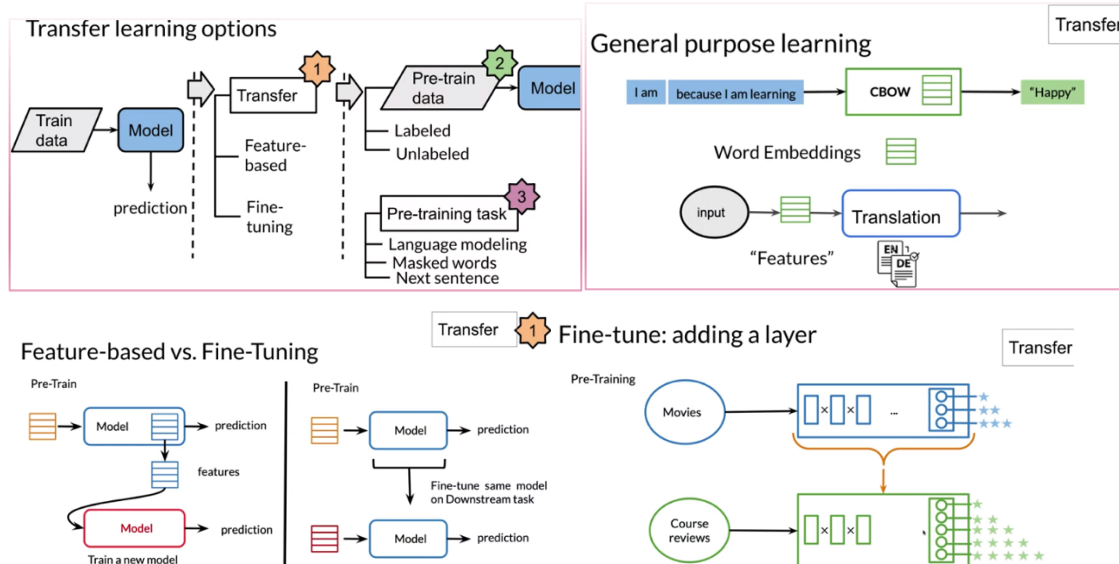 Transfer learning options
1
2
Transfer
Pre-train
data
Model
Train
data
Model
Labeled
Unlabeled
Feature-
based
prediction
3
Fine-
tuning
Pre-training task
Language modeling
Masked words
Next sentence
Transfer
General purpose learning
I am
because I am learning
CBOW
“Happy”
Word Embeddings
input
Translation
“Features”
EN
DE
Feature-based vs. Fine-Tuning
Transfer
1
Pre-Train
Model
prediction
features
Model
prediction
Train a new model
Pre-Train
Model
prediction
Fine-tune same model
on Downstream task
Model
prediction
Fine-tune: adding a layer
Transfer
Pre-Training
Movies
× × ...
Course
reviews
× ×